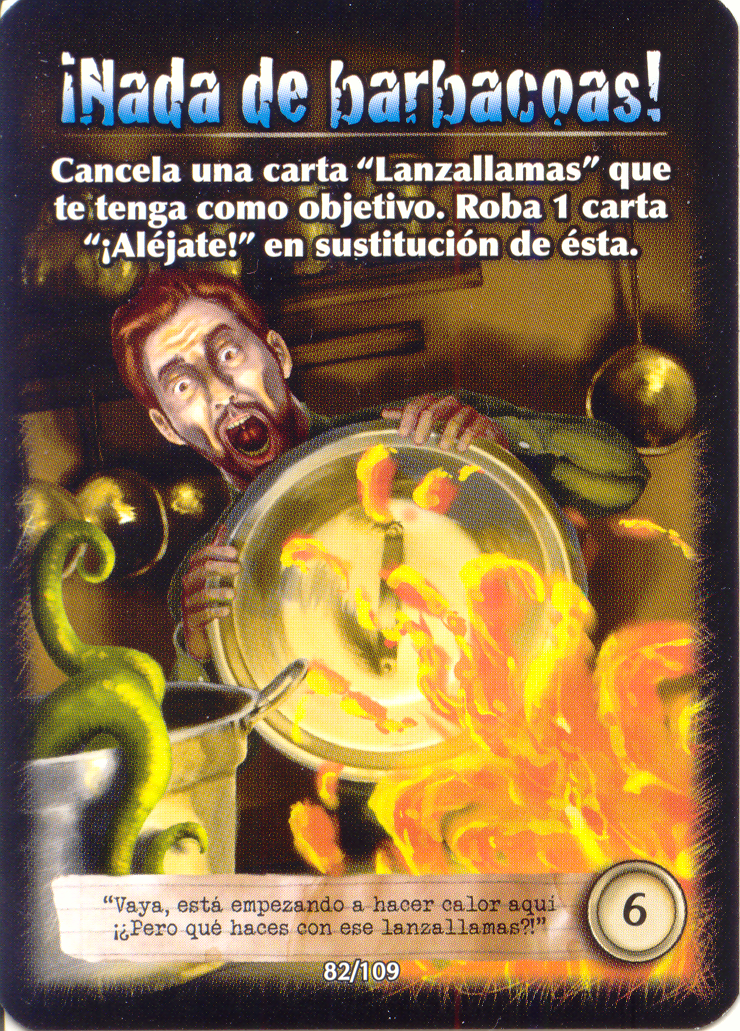 ¡Nada de barbacoas!
Cancela una carta “Lanzallamas” que
te tenga como objetivo. Roba 1 carta
“¡Aléjate!” en sustitución de ésta.
“Vaya, está empezando a hacer calor aquí
¡¿Pero qué haces con ese lanzallamas?!”
6
82/109